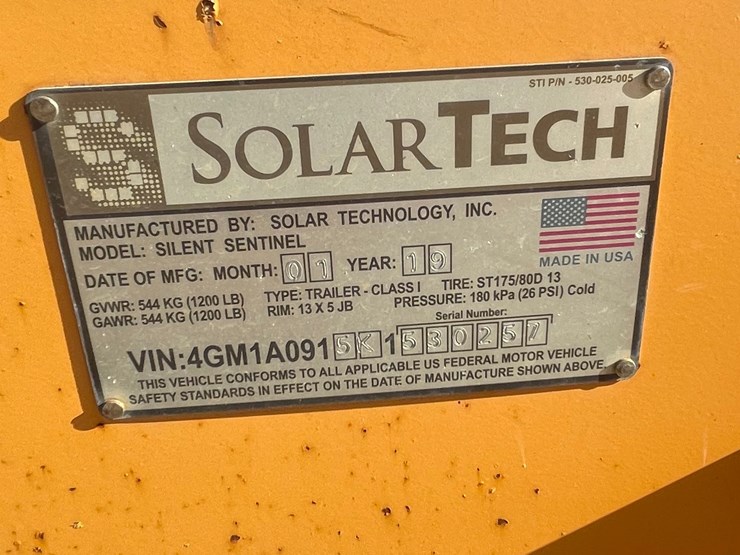 STI P/N - 530-025-005
SOLARTECH
MANUFACTURED BY: SOLAR TECHNOLOGY, INC.
MODEL: SILENT SENTINEL
DATE OF MFG: MONTH: 01 YEAR: 19
MADE IN USA
GVWR: 544 KG (1200 LB) TYPE: TRAILER - CLASS I TIRE: ST175/80D 13
GAWR: 544 KG (1200 LB) RIM: 13 X 5 JB PRESSURE: 180 kPa (26 PSI) Cold
Serial Number:
VIN:4GM1A0915K1530257
THIS VEHICLE CONFORMS TO ALL APPLICABLE US FEDERAL MOTOR VEHICLE
SAFETY STANDARDS IN EFFECT ON THE DATE OF MANUFACTURE SHOWN ABOVE